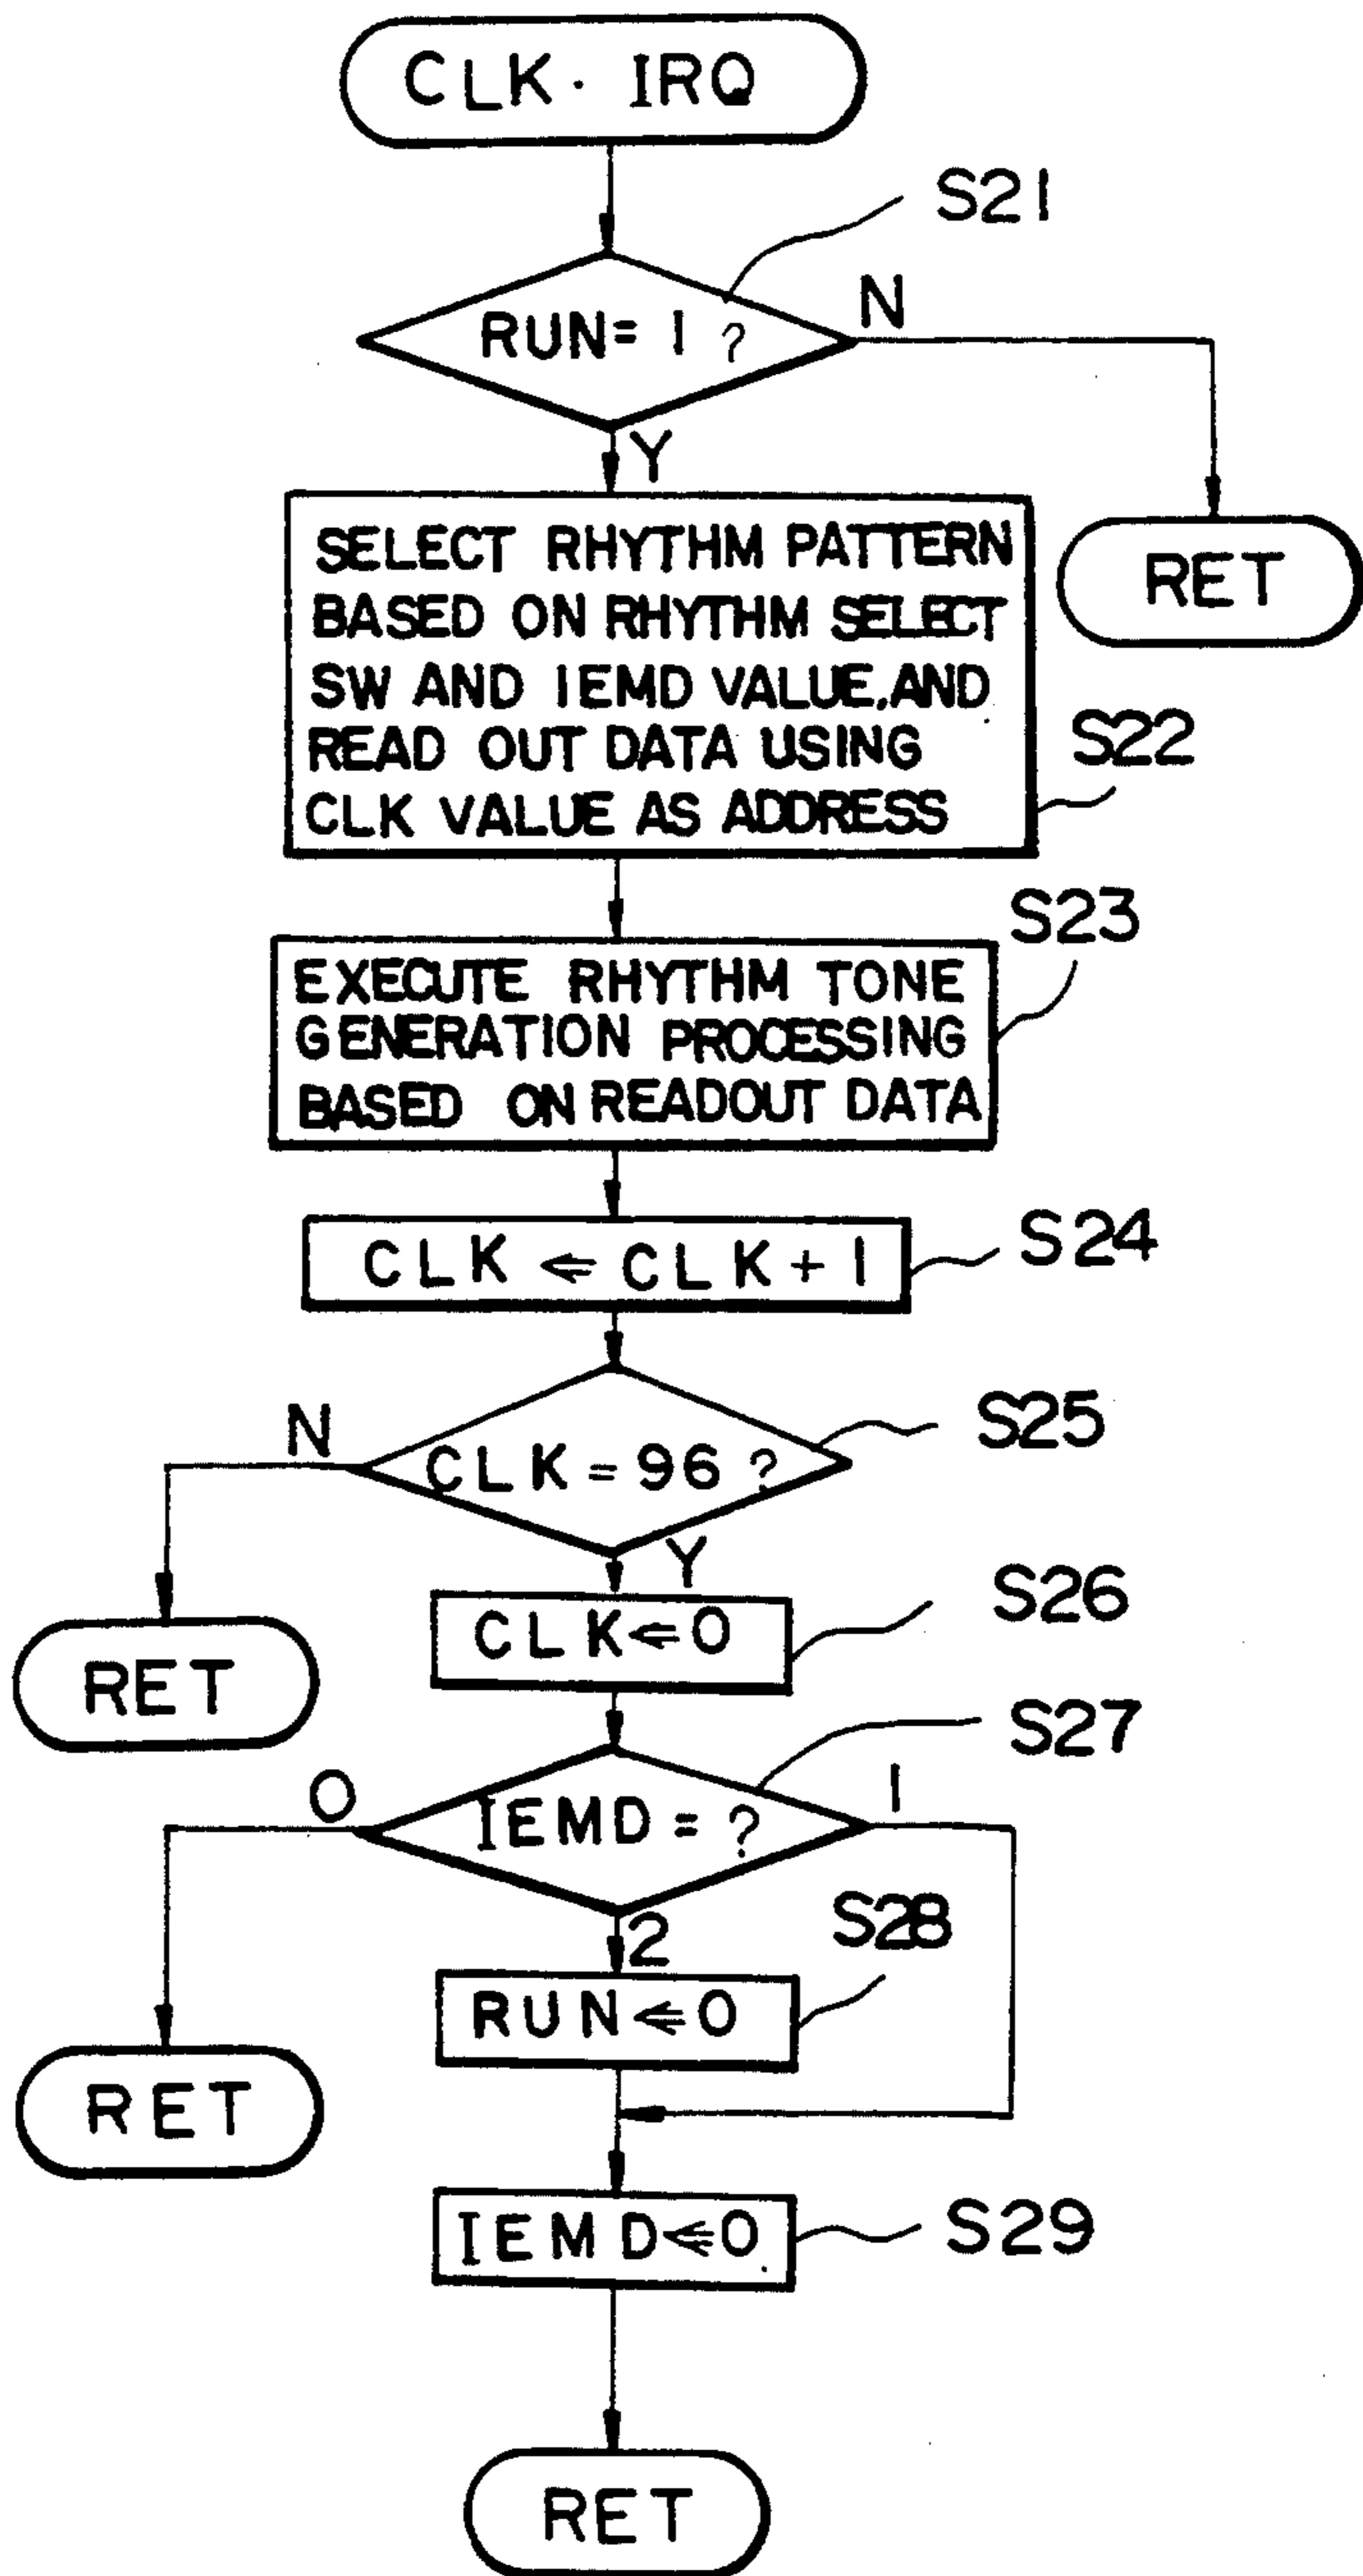 CLK · IRQ
S21
RUN= 1 ?
N
Y
RET
SELECT RHYTHM PATTERN
BASED ON RHYTHM SELECT
SW AND IEMD VALUE, AND
READ OUT DATA USING
CLK VALUE AS ADDRESS
S22
S23
EXECUTE RHYTHM TONE
GENERATION PROCESSING
BASED ON READOUT DATA
CLK ⇐ CLK + 1
S24
N
CLK = 96 ?
S25
Y
RET
CLK⇐0
S26
S27
0
IEMD = ?
1
2
S28
RUN⇐0
RET
IEMD⇐0
S29
RET